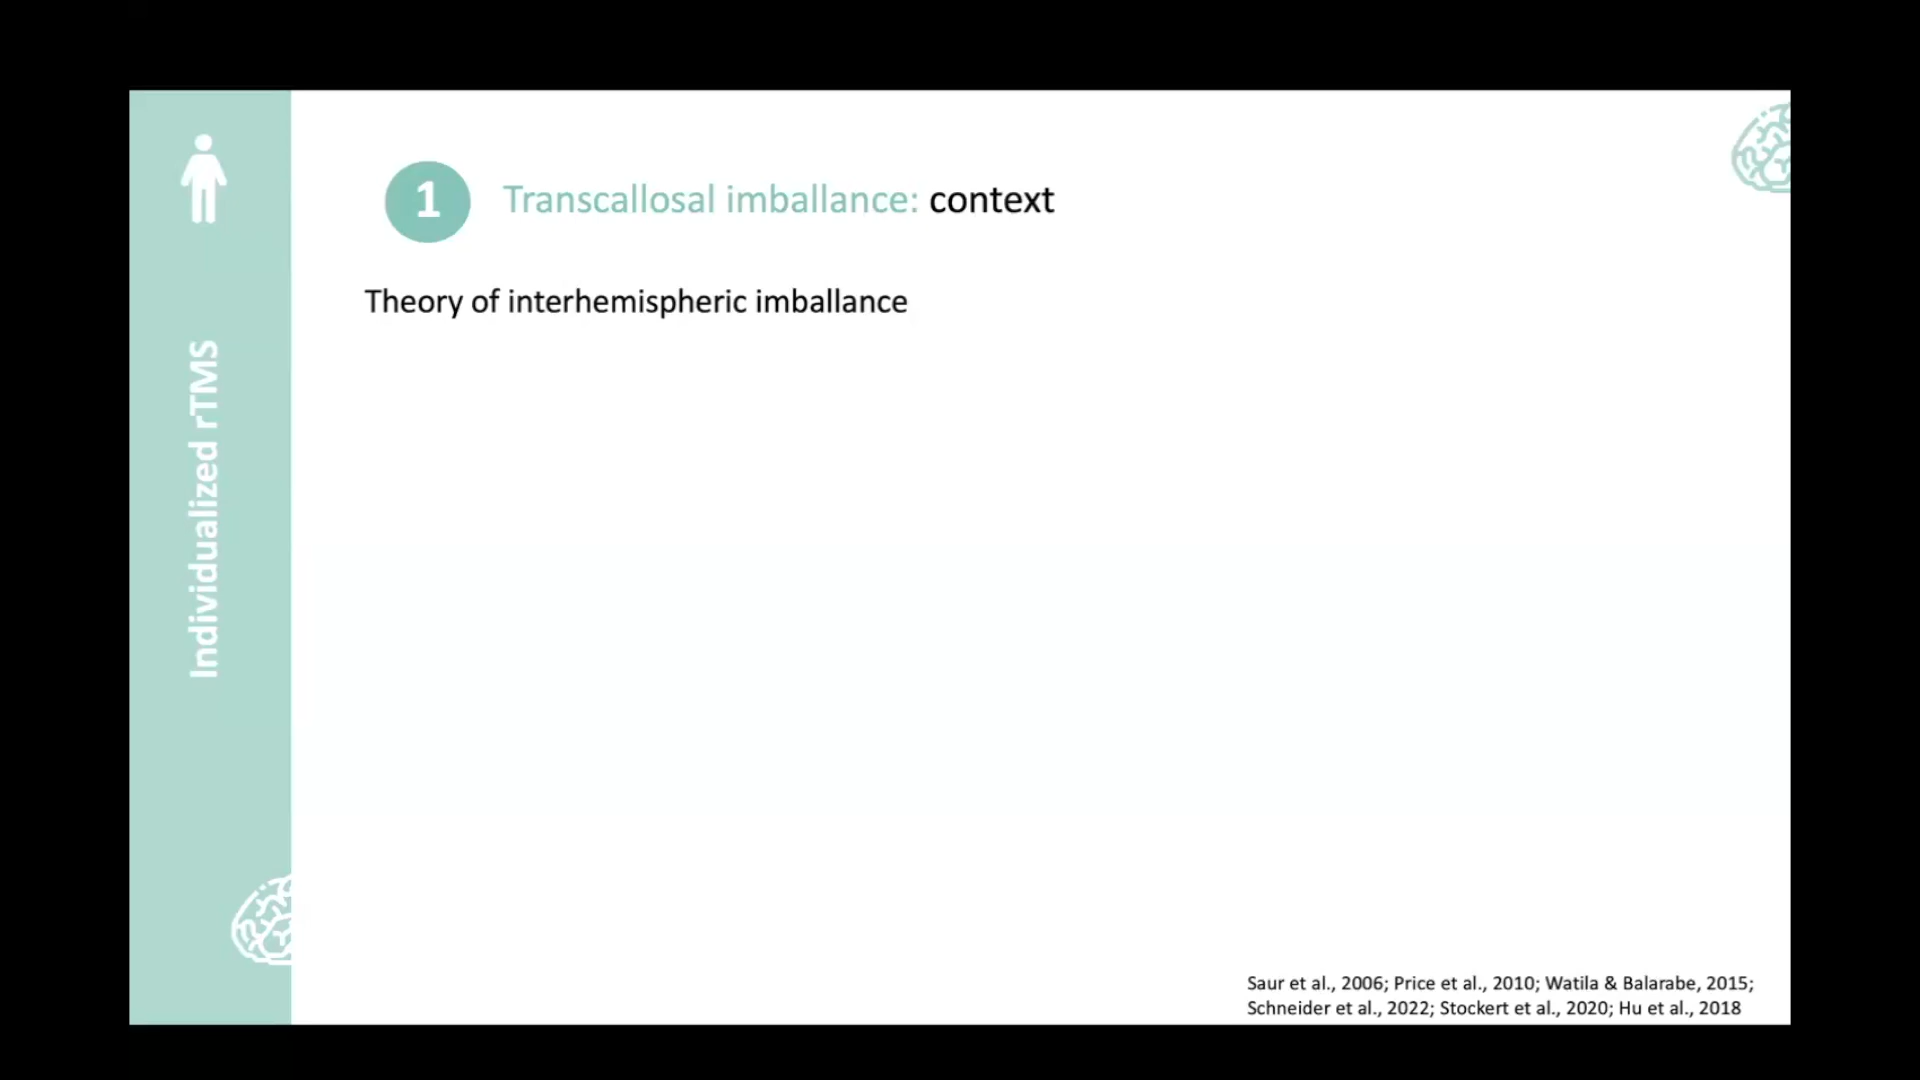 Individualized rTMS
1
Transcallosal imballance: context
Theory of interhemispheric imballance
Saur et al., 2006; Price et al., 2010; Watila & Balarabe, 2015;
Schneider et al., 2022; Stockert et al., 2020; Hu et al., 2018